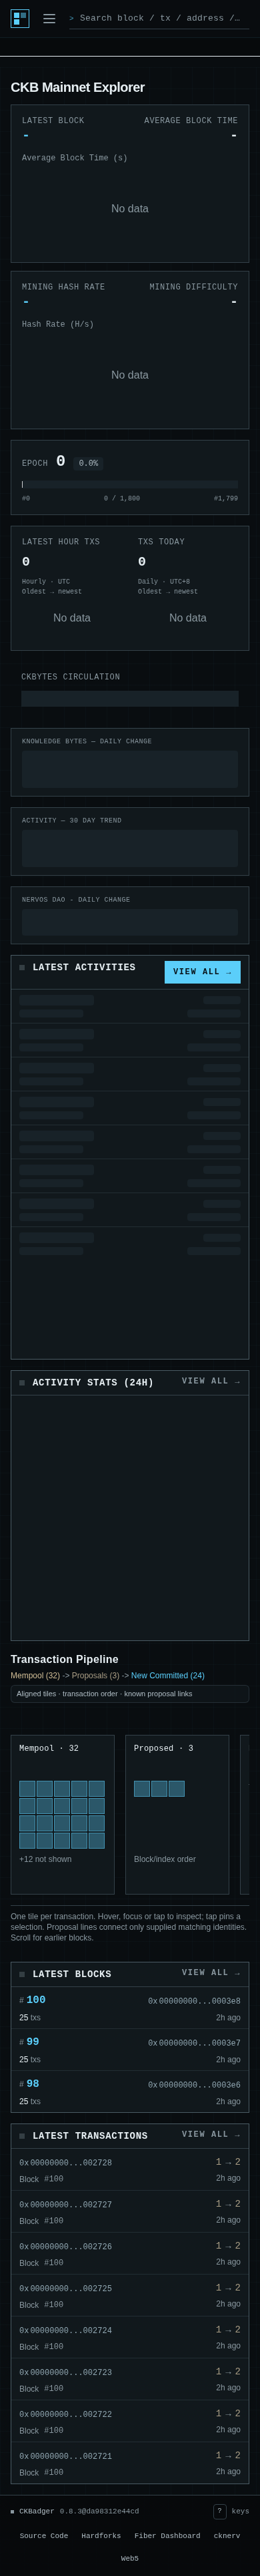 > Search block / tx / address /…
CKB Mainnet Explorer
LATEST BLOCK
AVERAGE BLOCK TIME
-
-
Average Block Time (s)
No data
MINING HASH RATE
MINING DIFFICULTY
-
-
Hash Rate (H/s)
No data
EPOCH 0 0.0%
#0 0 / 1,800 #1,799
LATEST HOUR TXS
TXS TODAY
0
0
Hourly · UTC
Daily · UTC+8
Oldest → newest
Oldest → newest
No data
No data
CKBYTES CIRCULATION
KNOWLEDGE BYTES — DAILY CHANGE
ACTIVITY — 30 DAY TREND
NERVOS DAO · DAILY CHANGE
LATEST ACTIVITIES VIEW ALL →
ACTIVITY STATS (24H) VIEW ALL →
Transaction Pipeline
Mempool (32) -> Proposals (3) -> New Committed (24)
Aligned tiles · transaction order · known proposal links
Mempool · 32
Proposed · 3
+12 not shown
Block/index order
One tile per transaction. Hover, focus or tap to inspect; tap pins a
selection. Proposal lines connect only supplied matching identities.
Scroll for earlier blocks.
LATEST BLOCKS VIEW ALL →
# 100 0x00000000...0003e8
25 txs 2h ago
# 99 0x00000000...0003e7
25 txs 2h ago
# 98 0x00000000...0003e6
25 txs 2h ago
LATEST TRANSACTIONS VIEW ALL →
0x00000000...002728 1 → 2
Block #100 2h ago
0x00000000...002727 1 → 2
Block #100 2h ago
0x00000000...002726 1 → 2
Block #100 2h ago
0x00000000...002725 1 → 2
Block #100 2h ago
0x00000000...002724 1 → 2
Block #100 2h ago
0x00000000...002723 1 → 2
Block #100 2h ago
0x00000000...002722 1 → 2
Block #100 2h ago
0x00000000...002721 1 → 2
Block #100 2h ago
CKBadger 0.8.3@da98312e44cd ? keys
Source Code Hardforks Fiber Dashboard cknerv
Web5